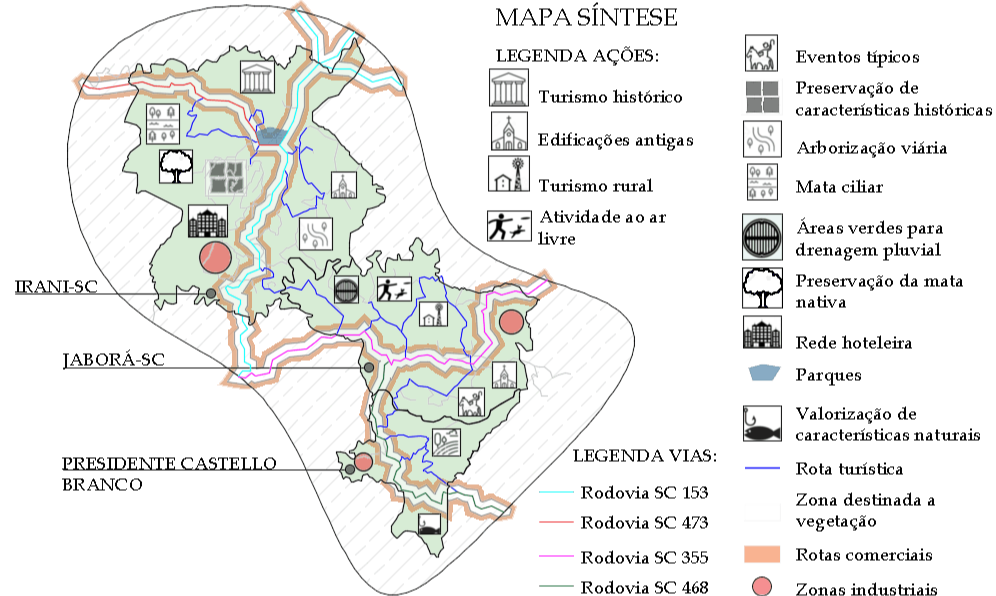 MAPA SÍNTESE
LEGENDA AÇÕES:
Turismo histórico
Edificações antigas
Turismo rural
Atividade ao ar
livre
Eventos típicos
Preservação de
características históricas
Arborização viária
Mata ciliar
Áreas verdes para
drenagem pluvial
Preservação da mata
nativa
Rede hoteleira
Parques
Valorização de
características naturais
Rota turística
Zona destinada a
vegetação
Rotas comerciais
Zonas industriais
IRANI-SC
JABORÁ-SC
PRESIDENTE CASTELLO
BRANCO
LEGENDA VIAS:
Rodovia SC 153
Rodovia SC 473
Rodovia SC 355
Rodovia SC 468